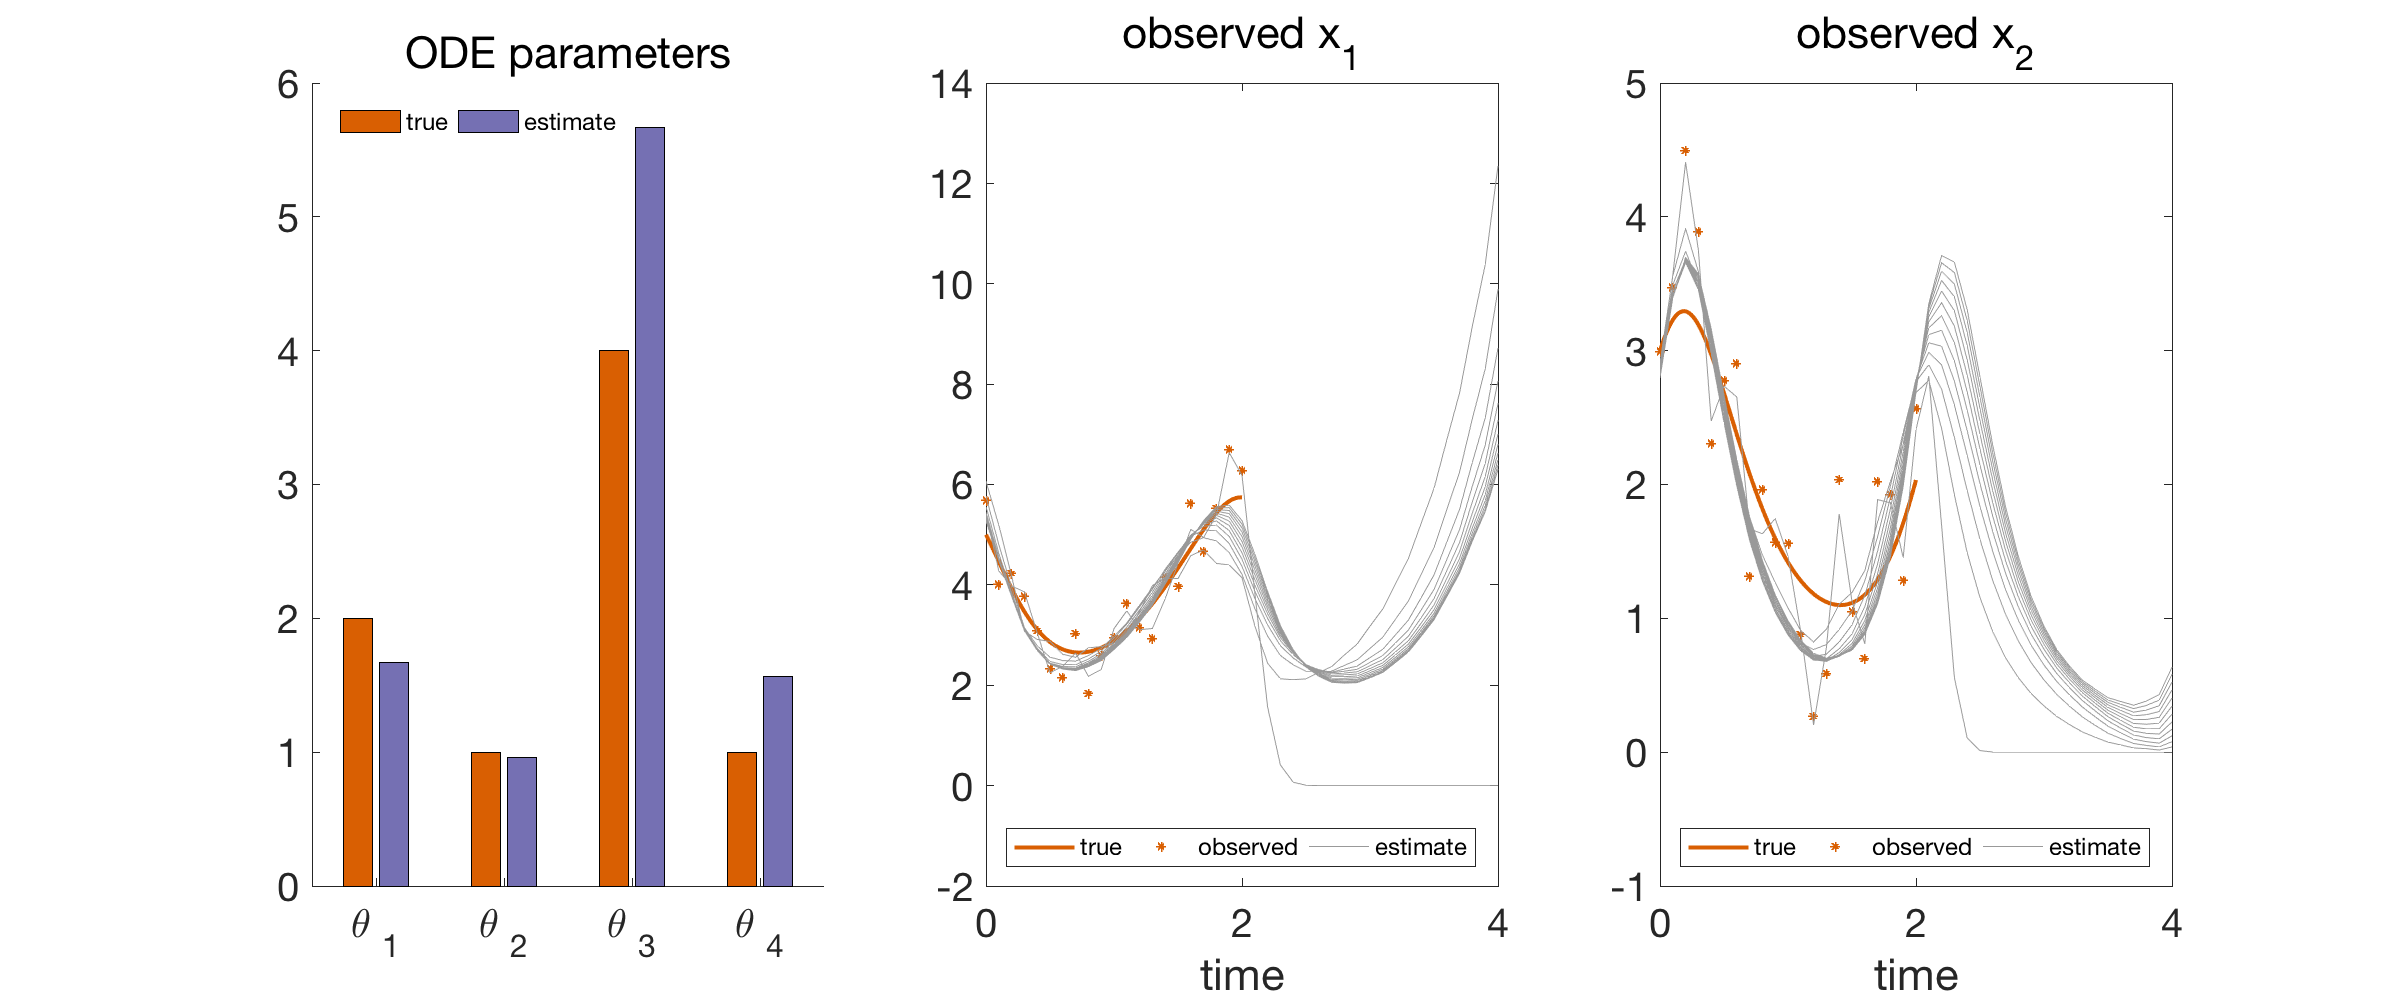 ODE parameters
true estimate
6
5
4
3
2
1
0
θ 1 θ 2 θ 3 θ 4
observed x1
14
12
10
8
6
4
2
0
-2
true observed estimate
0 2 4
time
observed x2
5
4
3
2
1
0
-1
true observed estimate
0 2 4
time